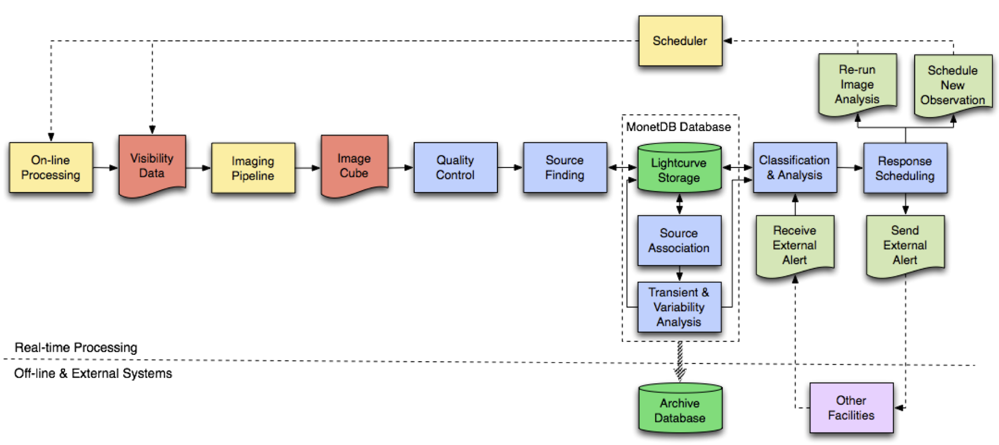 Scheduler
Re-run
Image
Analysis
Schedule
New
Observation
On-line
Processing
Visibility
Data
Imaging
Pipeline
Image
Cube
Quality
Control
Source
Finding
MonetDB Database
Lightcurve
Storage
Classification
& Analysis
Response
Scheduling
Source
Association
Receive
External
Alert
Send
External
Alert
Transient &
Variability
Analysis
Real-time Processing
Off-line & External Systems
Archive
Database
Other
Facilities